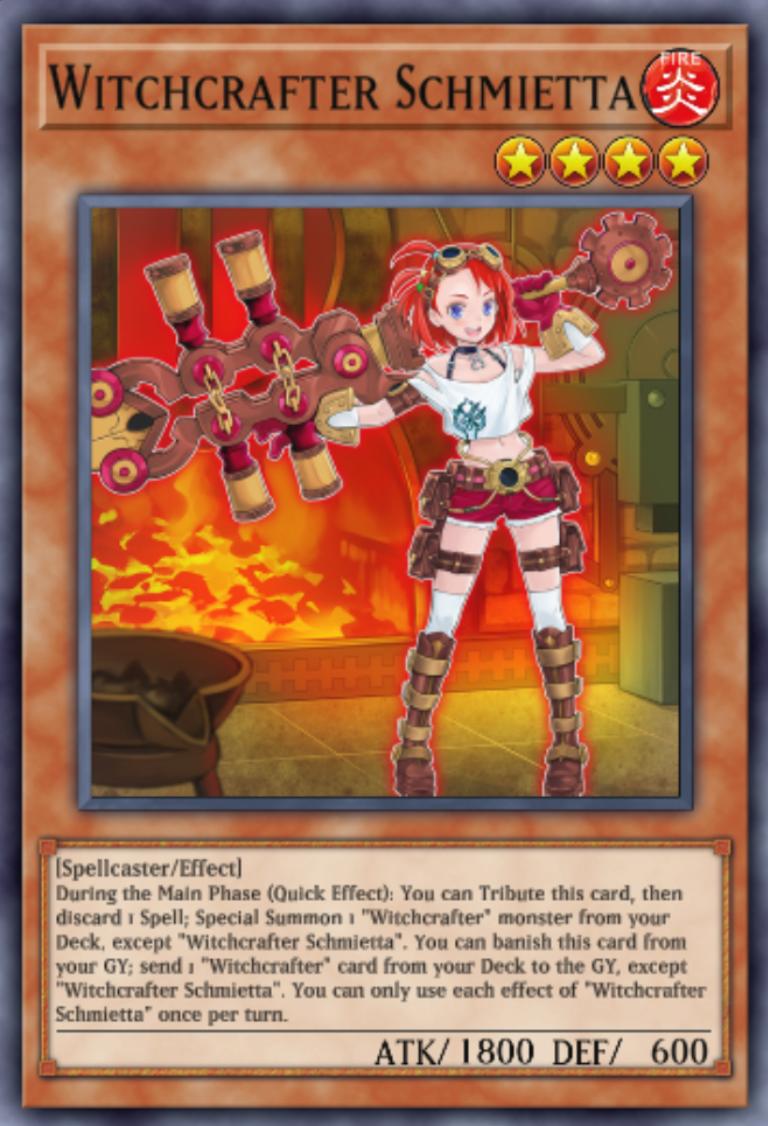 Witchcrafter Schmietta
FIRE
炎
[Spellcaster/Effect]
During the Main Phase (Quick Effect): You can Tribute this card, then
discard 1 Spell; Special Summon 1 "Witchcrafter" monster from your
Deck, except "Witchcrafter Schmietta". You can banish this card from
your GY; send 1 "Witchcrafter" card from your Deck to the GY, except
"Witchcrafter Schmietta". You can only use each effect of "Witchcrafter
Schmietta" once per turn.
ATK/ 1800 DEF/ 600